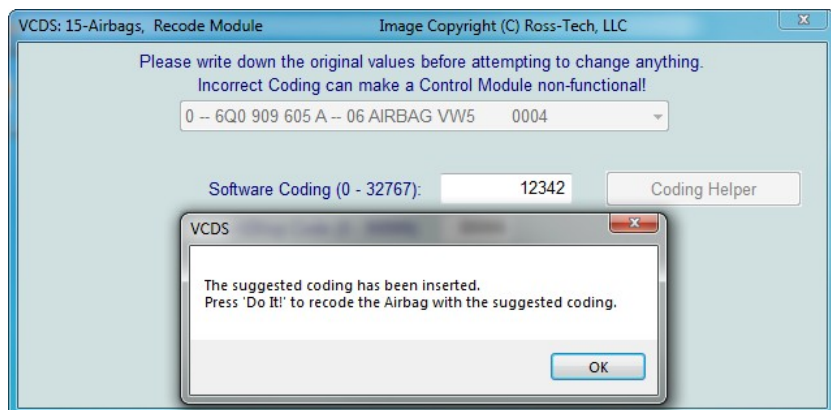 VCDS: 15-Airbags, Recode Module Image Copyright (C) Ross-Tech, LLC
Please write down the original values before attempting to change anything.
Incorrect Coding can make a Control Module non-functional!
0 -- 6Q0 909 605 A -- 06 AIRBAG VW5 0004
Software Coding (0 - 32767): 12342 Coding Helper
VCDS
The suggested coding has been inserted.
Press 'Do It!' to recode the Airbag with the suggested coding.
OK